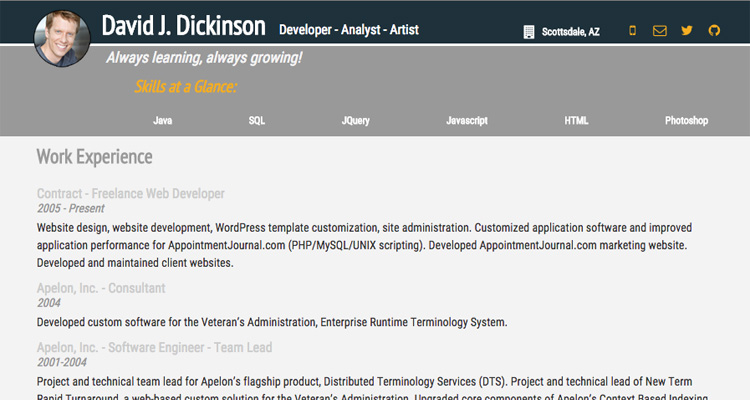 David J. Dickinson Developer - Analyst - Artist Scottsdale, AZ
Always learning, always growing!
Skills at a Glance:
Java SQL JQuery Javascript HTML Photoshop
Work Experience
Contract - Freelance Web Developer
2005 - Present
Website design, website development, WordPress template customization, site administration. Customized application software and improved
application performance for AppointmentJournal.com (PHP/MySQL/UNIX scripting). Developed AppointmentJournal.com marketing website.
Developed and maintained client websites.
Apelon, Inc. - Consultant
2004
Developed custom software for the Veteran's Administration, Enterprise Runtime Terminology System.
Apelon, Inc. - Software Engineer - Team Lead
2001-2004
Project and technical team lead for Apelon's flagship product, Distributed Terminology Services (DTS). Project and technical lead of New Term
Rapid Turnaround, a web-based custom solution for the Veteran's Administration. Upgraded core components of Apelon's Context Based Indexing